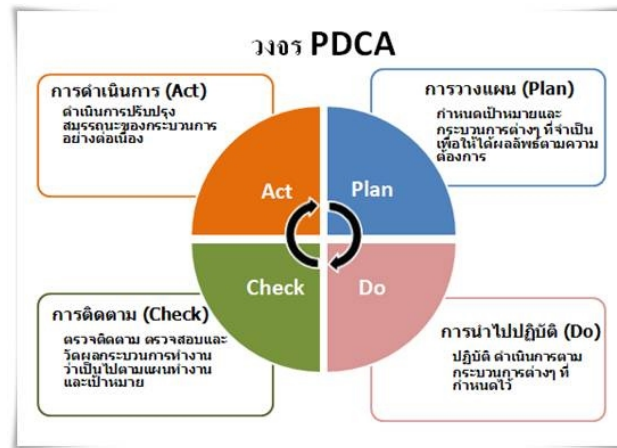 วงจร PDCA
การดำเนินการ (Act)
ดำเนินการปรับปรุง
สมรรถนะของกระบวนการ
อย่างต่อเนื่อง
การวางแผน (Plan)
กำหนดเป้าหมายและ
กระบวนการต่างๆ ที่จำเป็น
เพื่อให้ได้ผลลัพธ์ตามความ
ต้องการ
Act
Plan
Check
Do
การติดตาม (Check)
ตรวจติดตาม ตรวจสอบและ
วัดผลกระบวนการทำงาน
ว่าเป็นไปตามแผนทำงาน
และเป้าหมาย
การนำไปปฏิบัติ (Do)
ปฏิบัติ ดำเนินการตาม
กระบวนการต่างๆ ที่
กำหนดไว้